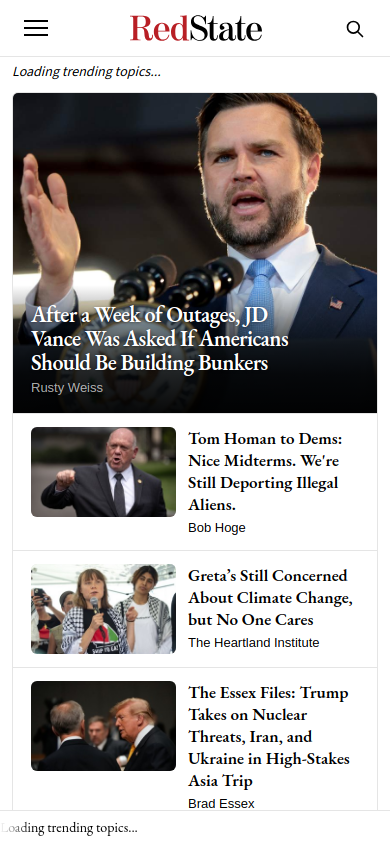 RedState
Loading trending topics...
After a Week of Outages, JD
Vance Was Asked If Americans
Should Be Building Bunkers
Rusty Weiss
Tom Homan to Dems:
Nice Midterms. We're
Still Deporting Illegal
Aliens.
Bob Hoge
Greta’s Still Concerned
About Climate Change,
but No One Cares
The Heartland Institute
The Essex Files: Trump
Takes on Nuclear
Threats, Iran, and
Ukraine in High-Stakes
Asia Trip
Brad Essex
Loading trending topics...